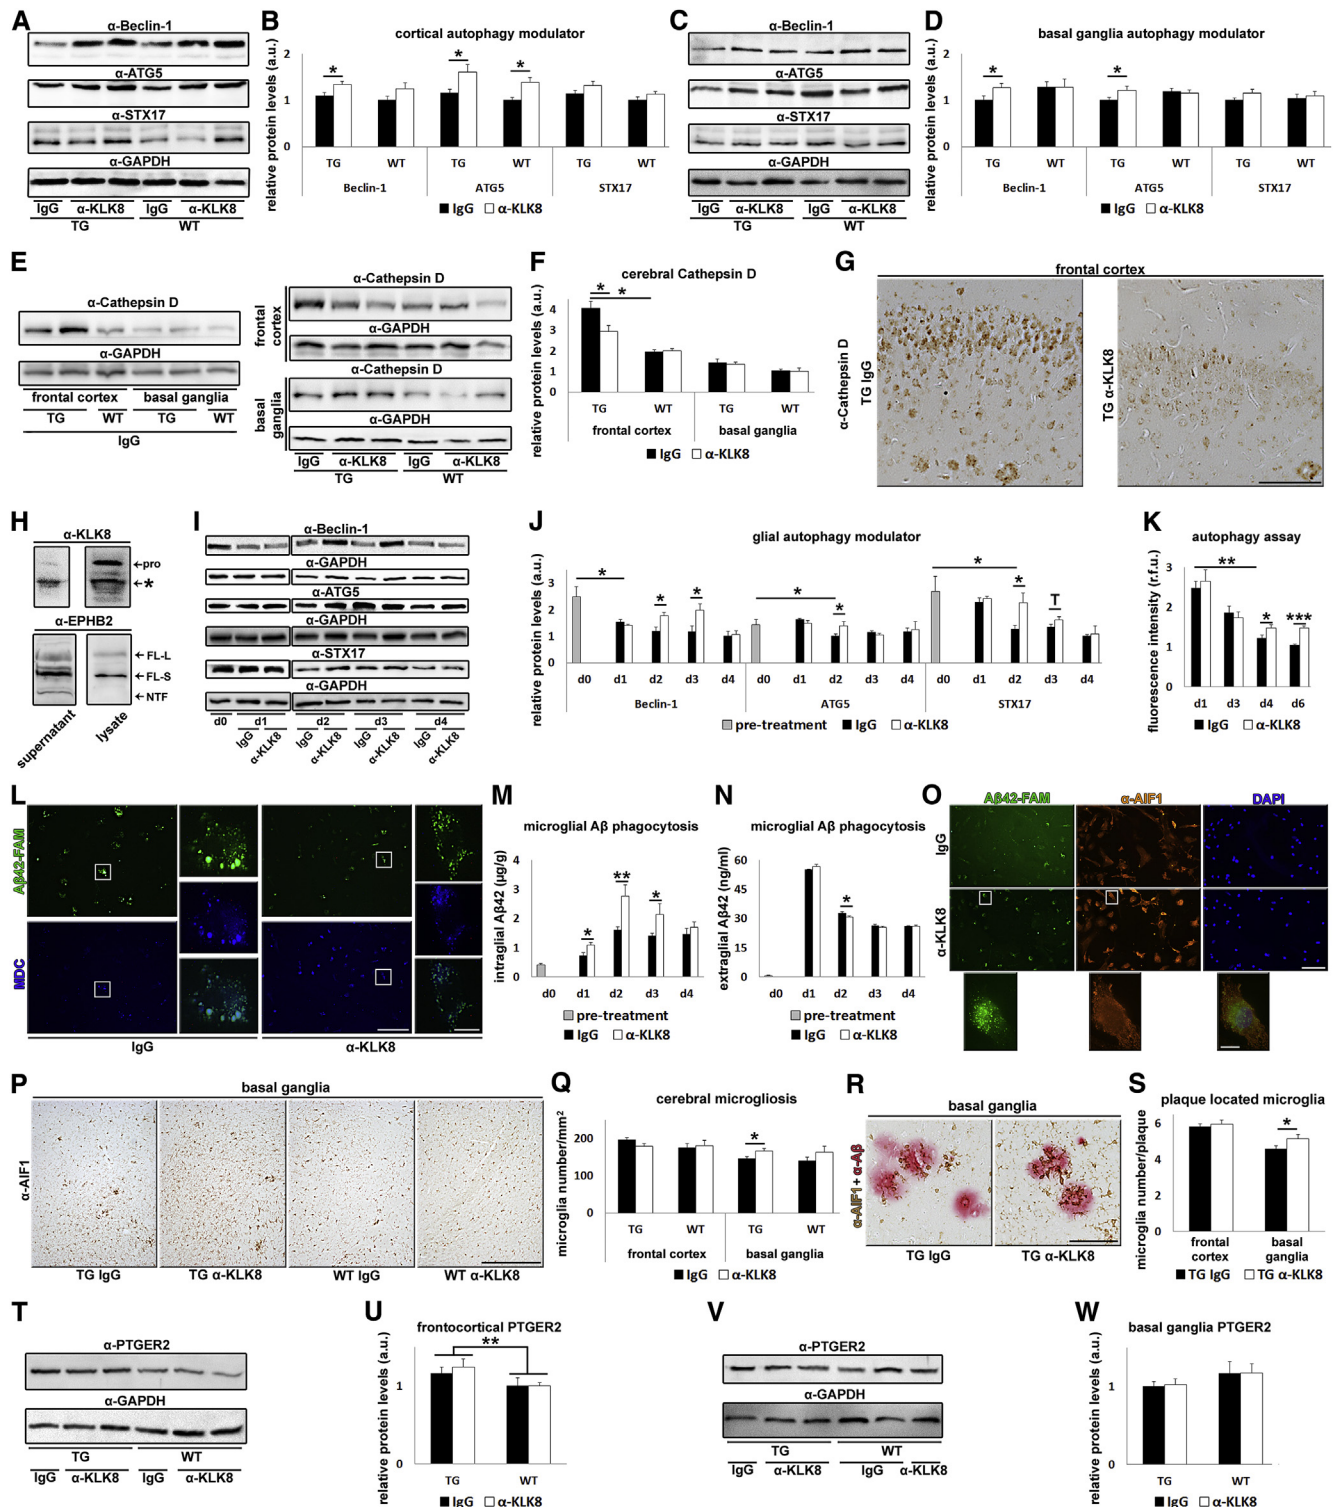 A
α-Beclin-1
α-ATG5
α-STX17
α-GAPDH
IgG α-KLK8 IgG α-KLK8
TG WT
B
cortical autophagy modulator
relative protein levels (a.u.)
2
1
0
TG WT TG WT TG WT
Beclin-1 ATG5 STX17
IgG α-KLK8
* * *
C
α-Beclin-1
α-ATG5
α-STX17
α-GAPDH
IgG α-KLK8 IgG α-KLK8
TG WT
D
basal ganglia autophagy modulator
relative protein levels (a.u.)
2
1
0
* *
TG WT TG WT TG WT
Beclin-1 ATG5 STX17
IgG α-KLK8
E
α-Cathepsin D
α-GAPDH
frontal cortex basal ganglia
TG WT TG WT
IgG
frontal cortex
α-Cathepsin D
α-GAPDH
basal ganglia
α-Cathepsin D
α-GAPDH
IgG α-KLK8 IgG α-KLK8
TG WT
F
cerebral Cathepsin D
relative protein levels (a.u.)
4
3
2
1
0
* *
TG WT TG WT
frontal cortex basal ganglia
IgG α-KLK8
G
frontal cortex
α-Cathepsin D
TG IgG
TG α-KLK8
H
α-KLK8
←pro
←*
α-EPHB2
←FL-L
←FL-S
←NTF
supernatant lysate
I
α-Beclin-1
α-GAPDH
α-ATG5
α-GAPDH
α-STX17
α-GAPDH
d0 d1 d2 d3 d4
IgG α-KLK8 IgG α-KLK8 IgG α-KLK8 IgG α-KLK8
J
glial autophagy modulator
relative protein levels (a.u.)
3
2
1
0
* * * * * * * T
d0 d1 d2 d3 d4 d0 d1 d2 d3 d4 d0 d1 d2 d3 d4
Beclin-1 ATG5 STX17
pre-treatment IgG α-KLK8
K
autophagy assay
fluorescence intensity (r.f.u.)
3
2
1
0
** * ***
d1 d3 d4 d6
IgG α-KLK8
L
Aβ42-FAM
MDC
IgG α-KLK8
M
microglial Aβ phagocytosis
intraglial Aβ42 (µg/g)
4
3
2
1
0
* ** *
d0 d1 d2 d3 d4
pre-treatment
IgG α-KLK8
N
microglial Aβ phagocytosis
extraglial Aβ42 (ng/ml)
60
45
30
15
0
*
d0 d1 d2 d3 d4
pre-treatment
IgG α-KLK8
O
Aβ42-FAM α-AIF1 DAPI
IgG
α-KLK8
P
basal ganglia
α-AIF1
TG IgG TG α-KLK8 WT IgG WT α-KLK8
Q
cerebral microgliosis
microglia number/mm²
200
100
0
*
TG WT TG WT
frontal cortex basal ganglia
IgG α-KLK8
R
basal ganglia
α-AIF1 + α-Aβ
TG IgG TG α-KLK8
S
plaque located microglia
microglia number/plaque
6
4
2
0
*
frontal cortex basal ganglia
TG IgG TG α-KLK8
T
α-PTGER2
α-GAPDH
TG WT
IgG α-KLK8 IgG α-KLK8
U
frontocortical PTGER2
relative protein levels (a.u.)
1
0
**
TG WT
IgG α-KLK8
V
α-PTGER2
α-GAPDH
TG WT
IgG α-KLK8 IgG α-KLK8
W
basal ganglia PTGER2
relative protein levels (a.u.)
1
0
TG WT
IgG α-KLK8